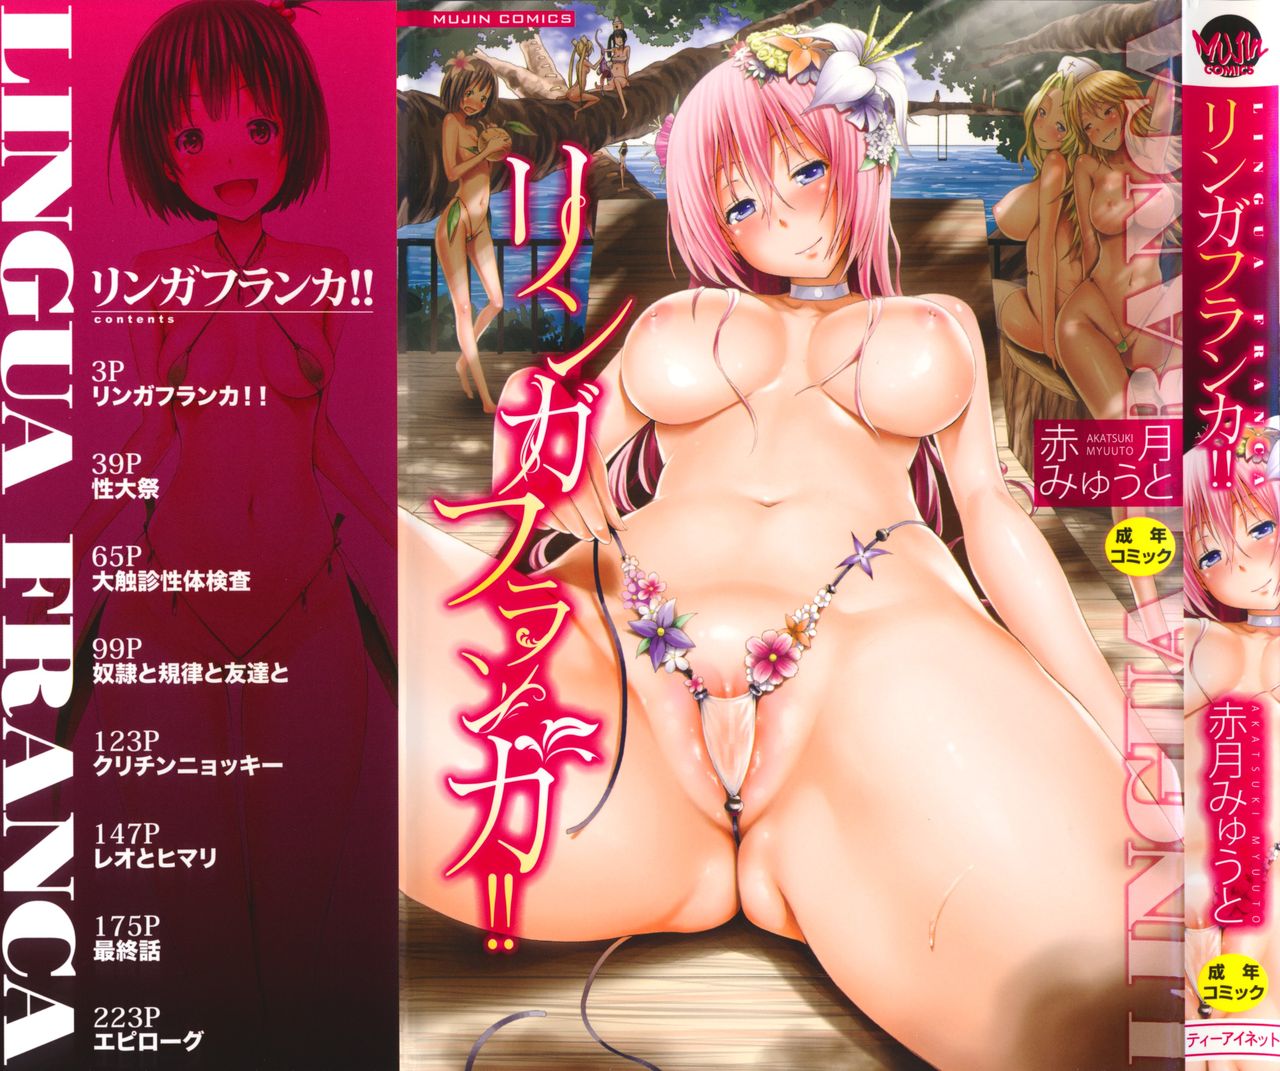 LINGUA FRANCA
リンガフランカ!!
contents
3P
リンガフランカ!!
39P
性大祭
65P
大触診性体検査
99P
奴隷と規律と友達と
123P
クリチンニョッキー
147P
レオとヒマリ
175P
最終話
223P
エピローグ
MUJIN COMICS
リンガフランカ!!
LINGUA FRANCA
赤月
AKATSUKI
MYUUTO
みゅうと
成年
コミック
MUJIN
COMICS
リンガフランカ!!
LINGUA FRANCA
赤月みゅうと
AKATSUKI MYUUTO
成年
コミック
ティーアイネット